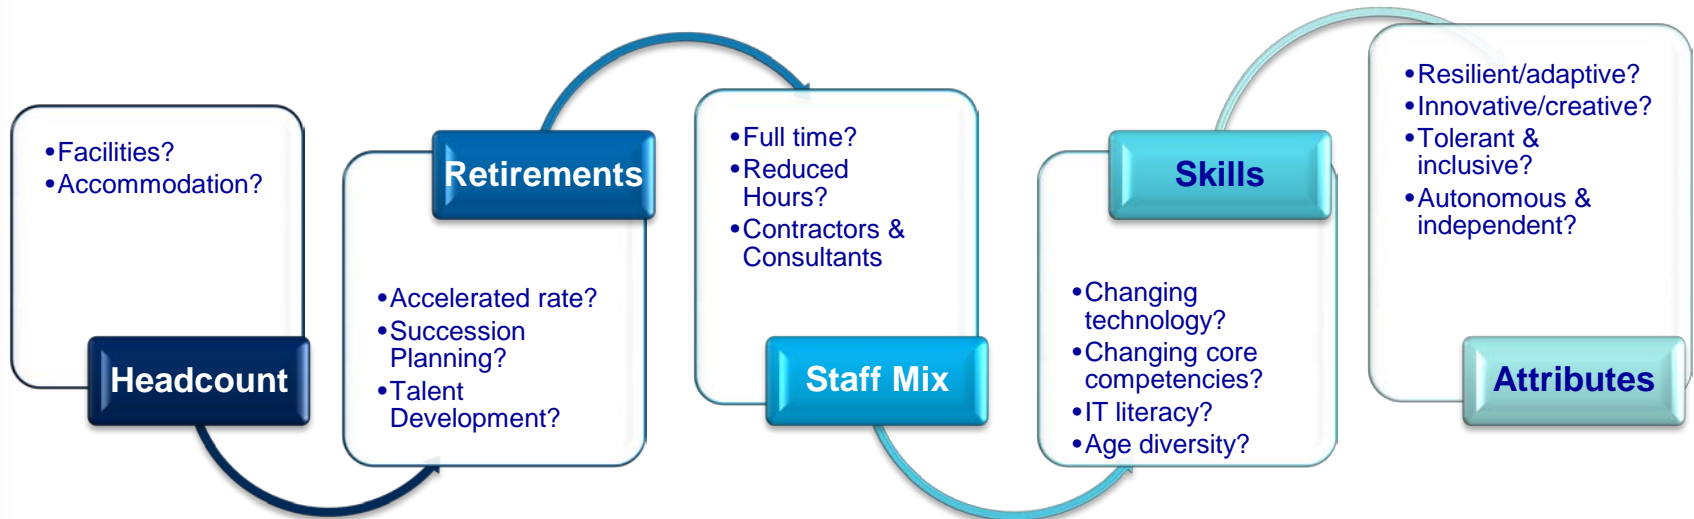 •Facilities?
•Accommodation?
Headcount
Retirements
•Accelerated rate?
•Succession
Planning?
•Talent
Development?
•Full time?
•Reduced
Hours?
•Contractors &
Consultants
Staff Mix
Skills
•Changing
technology?
•Changing core
competencies?
•IT literacy?
•Age diversity?
•Resilient/adaptive?
•Innovative/creative?
•Tolerant &
inclusive?
•Autonomous &
independent?
Attributes